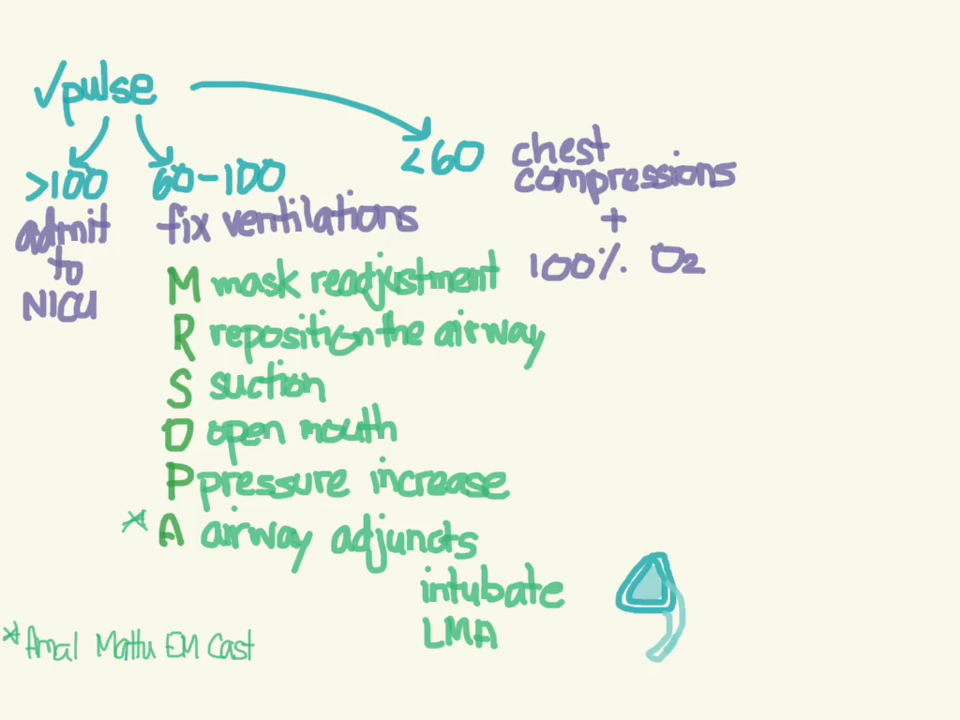 ✓pulse
>100 60-100 <60 chest
compressions
+
100% O2
admit
to
NICU
fix ventilations
M mask readjustment
R reposition the airway
S suction
O open mouth
P pressure increase
* A airway adjuncts
intubate
LMA
* Amal Mattu EM Cast